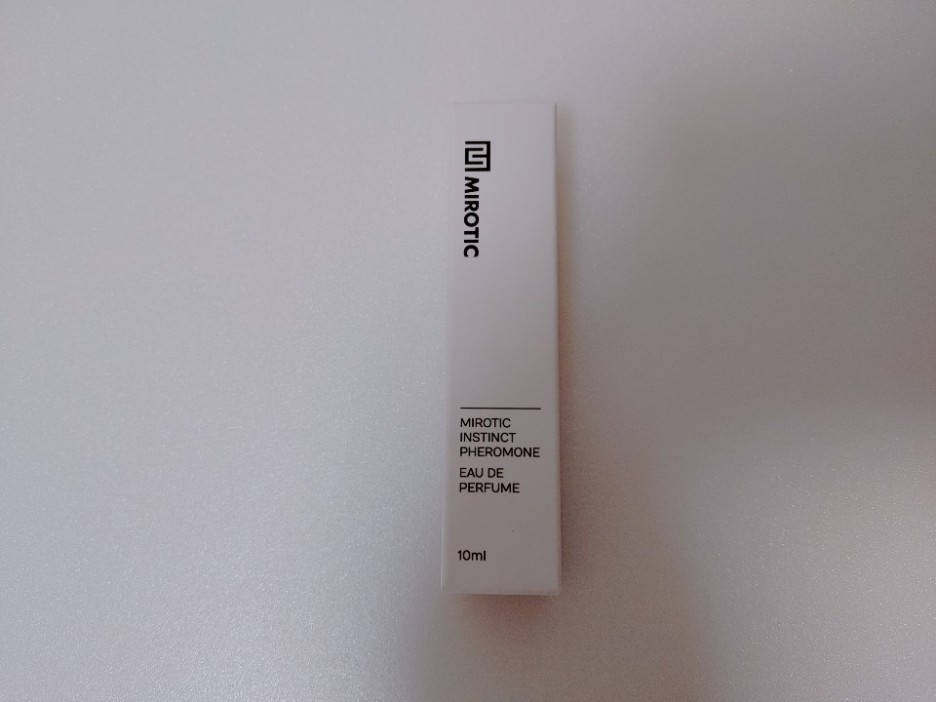 MIROTIC
MIROTIC
INSTINCT
PHEROMONE
EAU DE
PERFUME
10ml